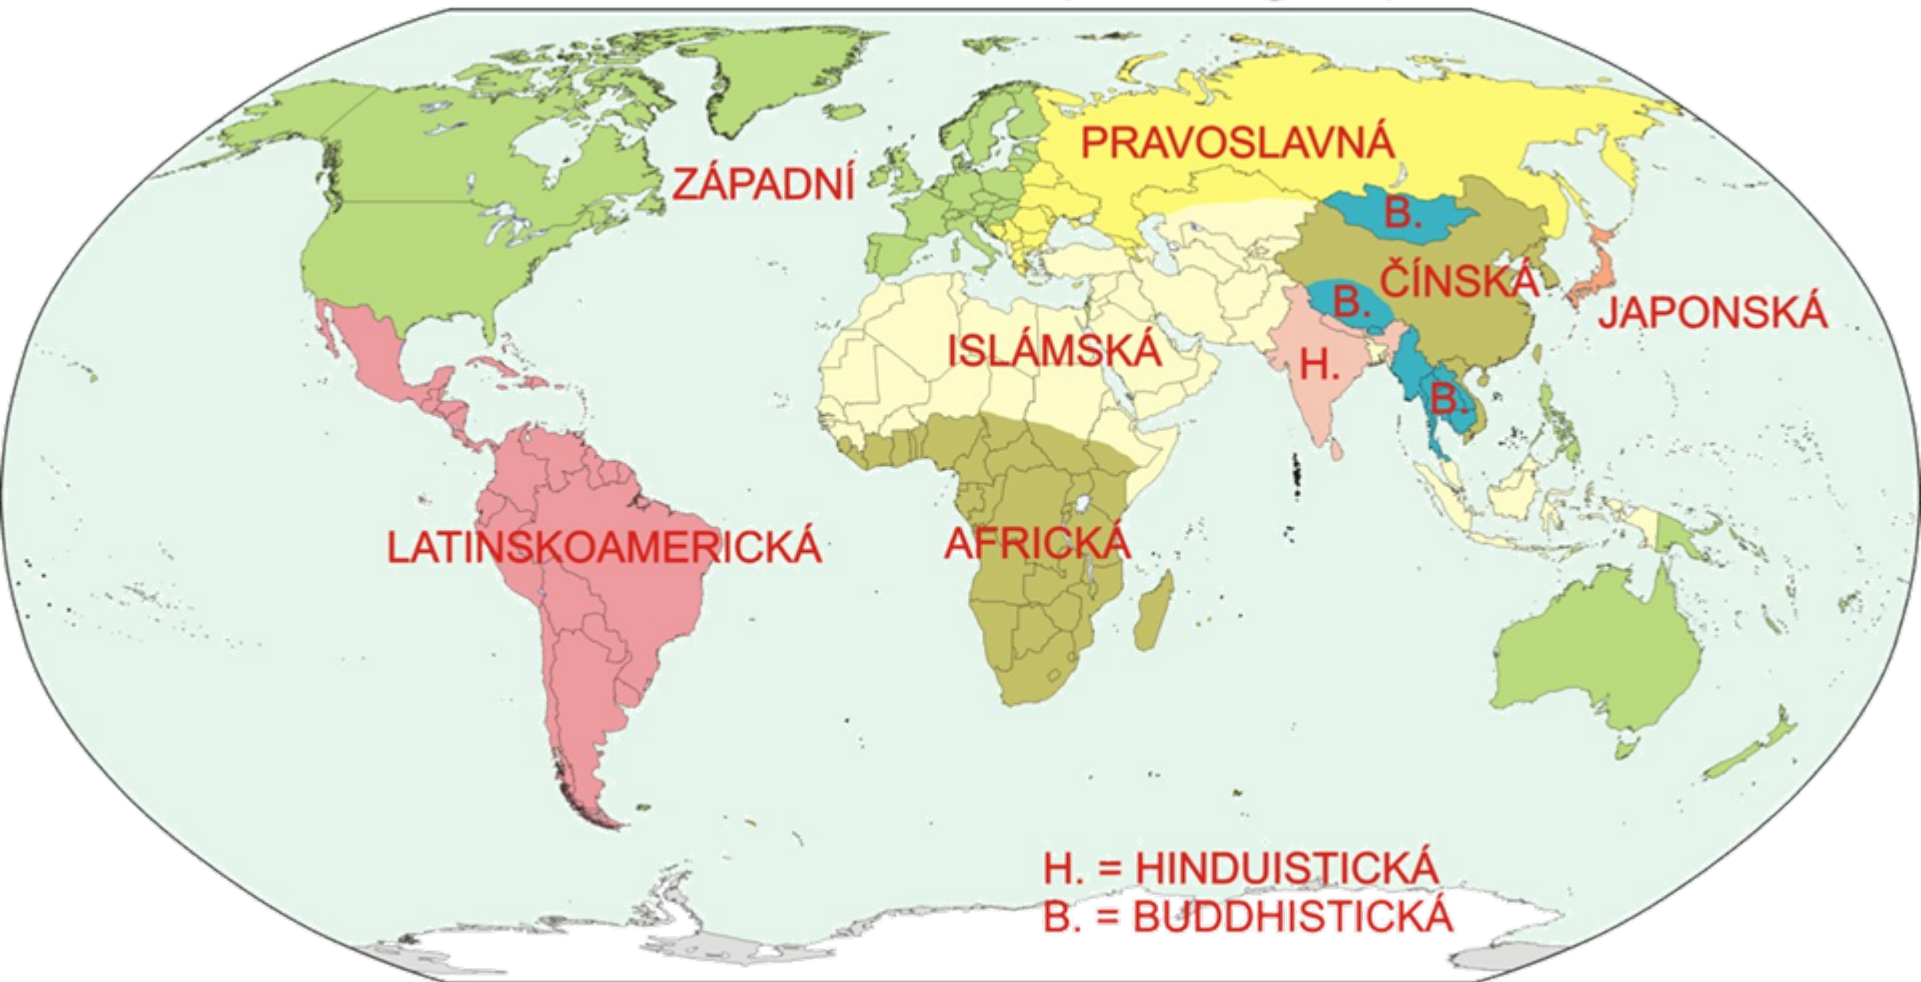 PRAVOSLAVNÁ
ZÁPADNÍ
B.
ČÍNSKÁ
B.
JAPONSKÁ
ISLÁMSKÁ
H.
B.
LATINSKOAMERICKÁ
AFRICKÁ
H. = HINDUISTICKÁ
B. = BUDDHISTICKÁ